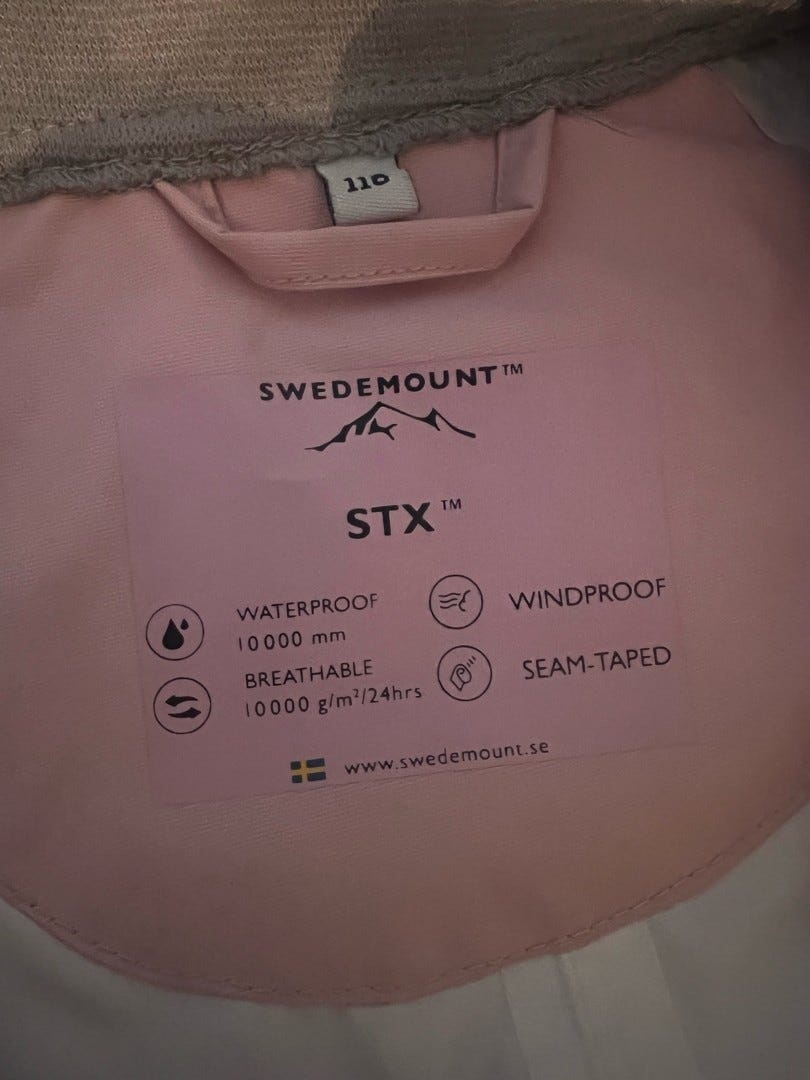 110
SWEDEMOUNT™
STX™
WATERPROOF
10000 mm
WINDPROOF
BREATHABLE
10000 g/m²/24hrs
SEAM-TAPED
www.swedemount.se